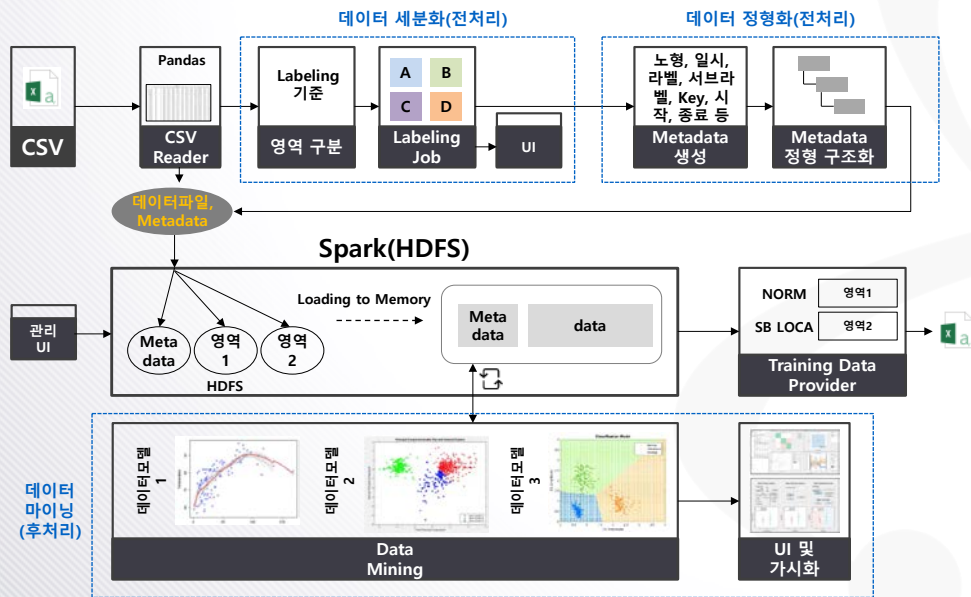 데이터 세분화(전처리)
데이터 정형화(전처리)
CSV
Pandas
CSV
Reader
Labeling
기준
영역 구분
A
B
C
D
Labeling
Job
UI
노형, 일시,
라벨, 서브라
벨, Key, 시
작, 종료 등
Metadata
생성
Metadata
정형 구조화
데이터파일,
Metadata
Spark(HDFS)
관리
UI
Meta
data
영역
1
영역
2
HDFS
Loading to Memory
Meta
data
data
NORM
영역1
SB LOCA
영역2
Training Data
Provider
데이터
마이닝
(후처리)
데이터모델
1
데이터모델
2
데이터모델
3
Data
Mining
UI 및
가시화